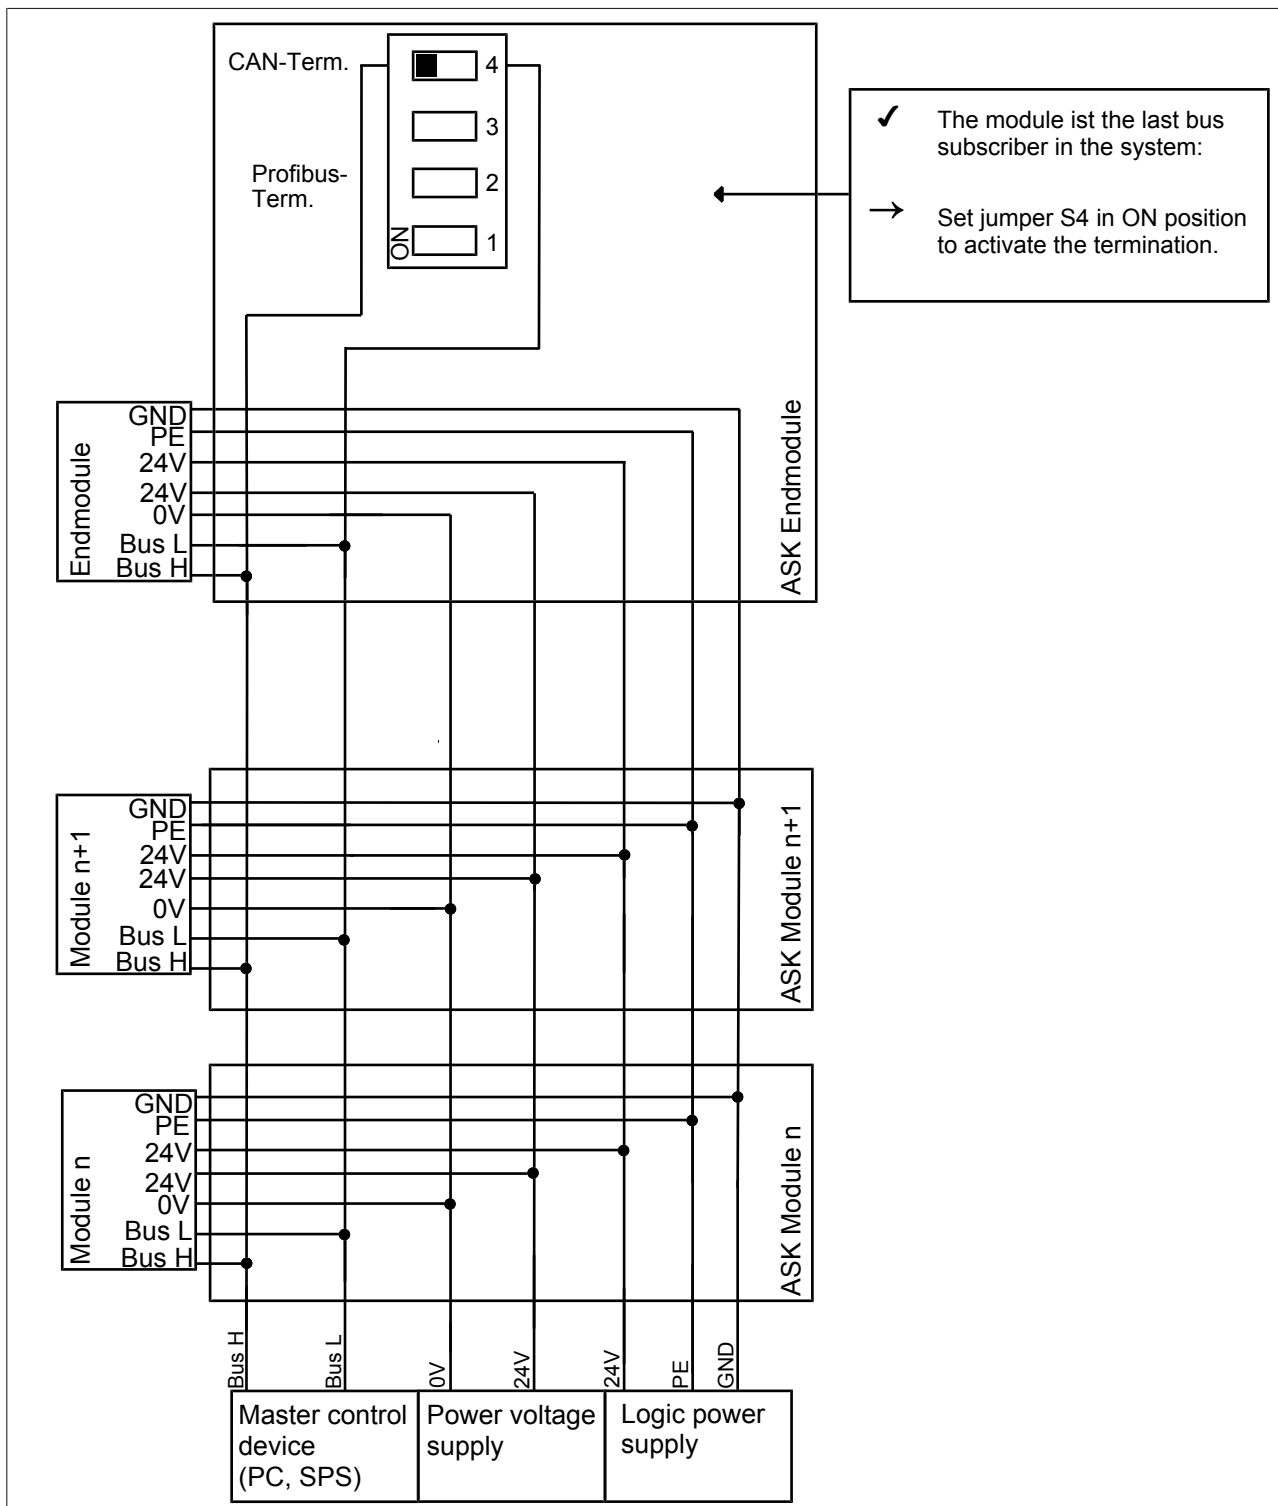 CAN-Term.
4
3
Profibus-
Term.
2
ON
1
✓ The module ist the last bus
subscriber in the system:
→ Set jumper S4 in ON position
to activate the termination.
Endmodule
GND
PE
24V
24V
0V
Bus L
Bus H
ASK Endmodule
Module n+1
GND
PE
24V
24V
0V
Bus L
Bus H
ASK Module n+1
Module n
GND
PE
24V
24V
0V
Bus L
Bus H
ASK Module n
Bus H
Bus L
0V
24V
24V
PE
GND
Master control
device
(PC, SPS)
Power voltage
supply
Logic power
supply